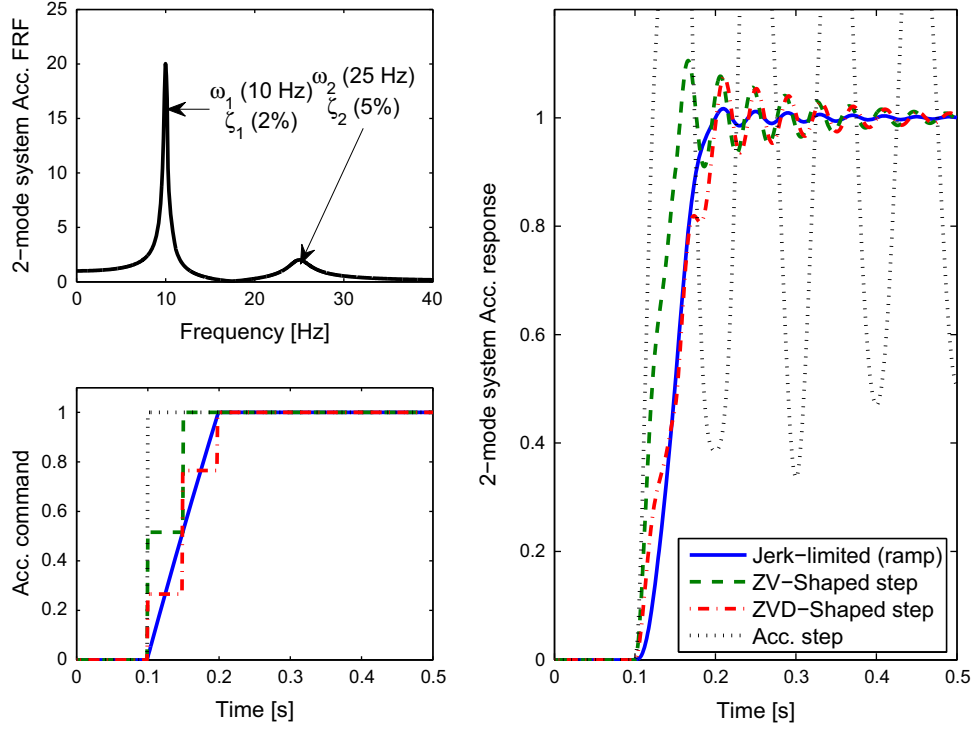 2−mode system Acc. FRF
25
20
15
10
5
0
ω1 (10 Hz)
ζ1 (2%)
ω2 (25 Hz)
ζ2 (5%)
0 10 20 30 40
Frequency [Hz]
Acc. command
1
0.8
0.6
0.4
0.2
0
0 0.1 0.2 0.3 0.4 0.5
Time [s]
2−mode system Acc response
1
0.8
0.6
0.4
0.2
0
Jerk−limited (ramp)
ZV−Shaped step
ZVD−Shaped step
Acc. step
0 0.1 0.2 0.3 0.4 0.5
Time [s]